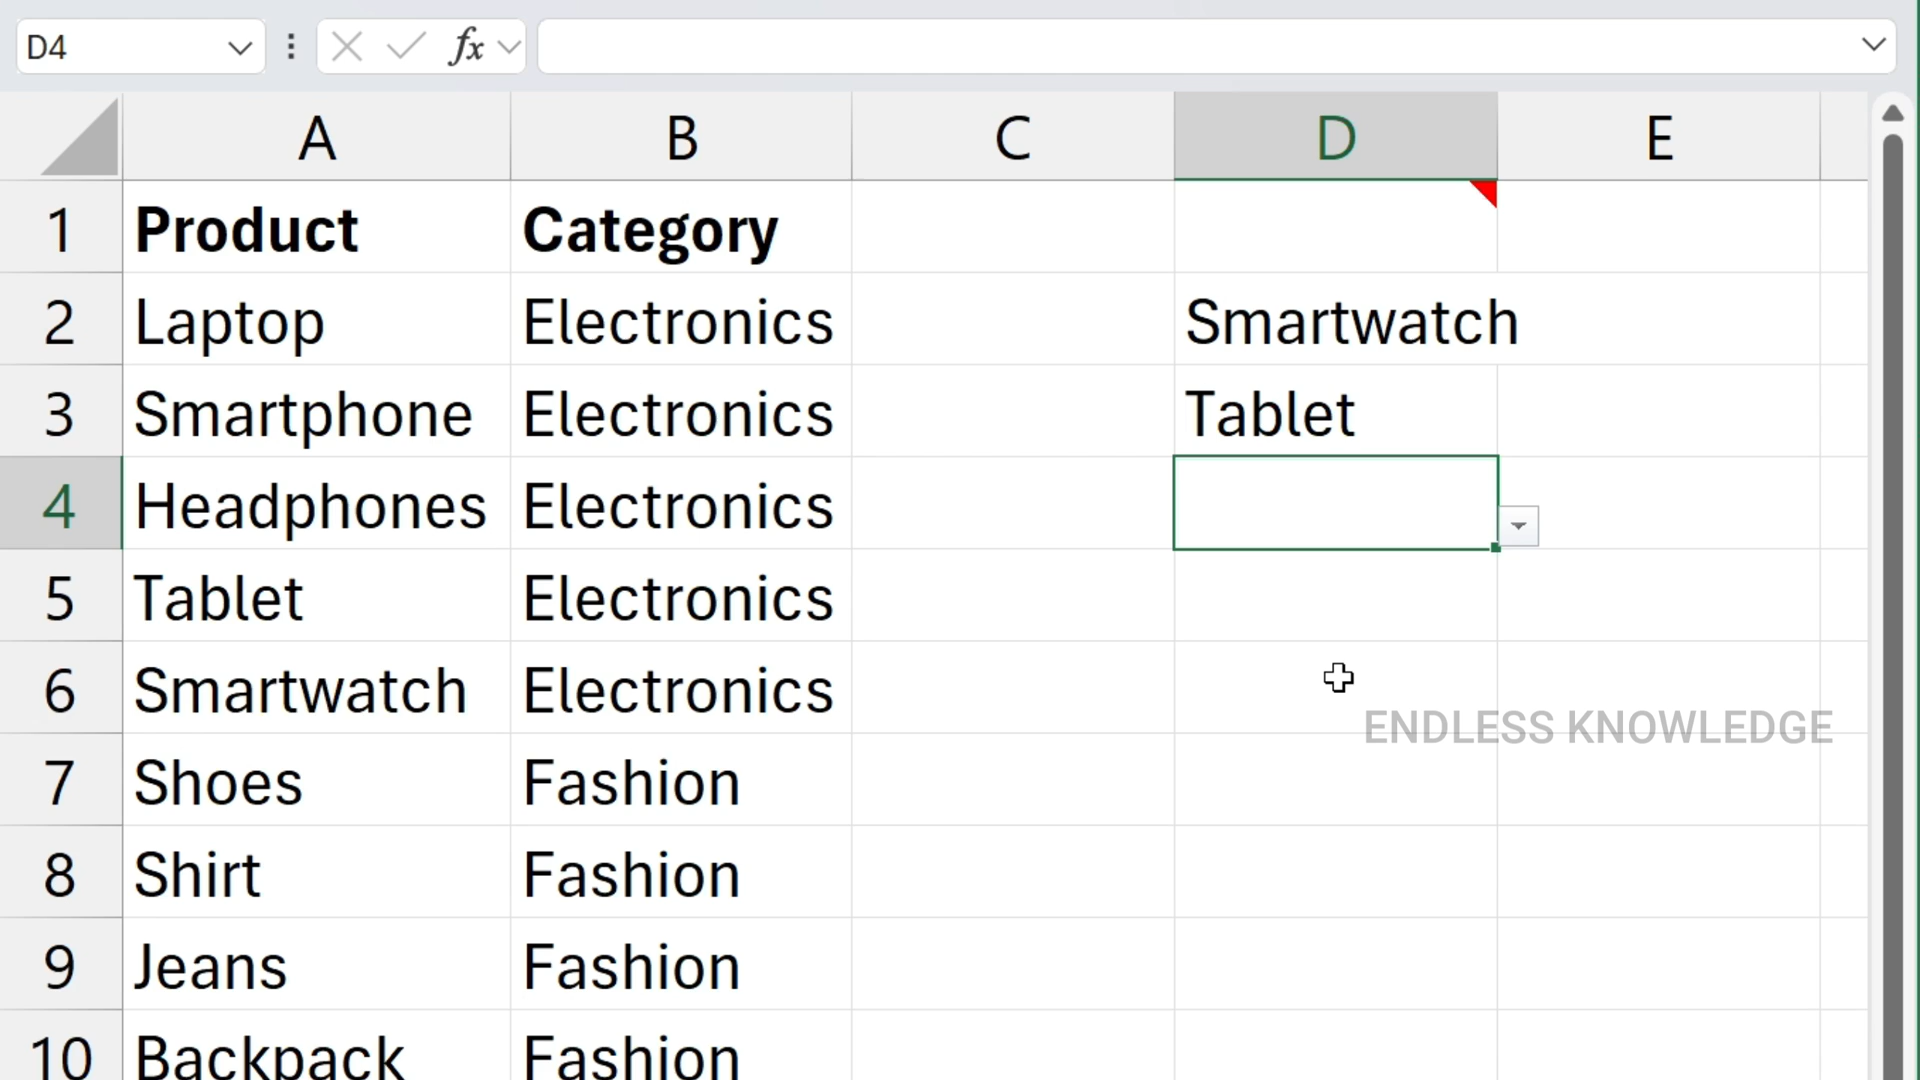 D4
fx
A B C D E
1 Product Category
2 Laptop Electronics Smartwatch
3 Smartphone Electronics Tablet
4 Headphones Electronics
5 Tablet Electronics
6 Smartwatch Electronics
ENDLESS KNOWLEDGE
7 Shoes Fashion
8 Shirt Fashion
9 Jeans Fashion
10 Backpack Fashion